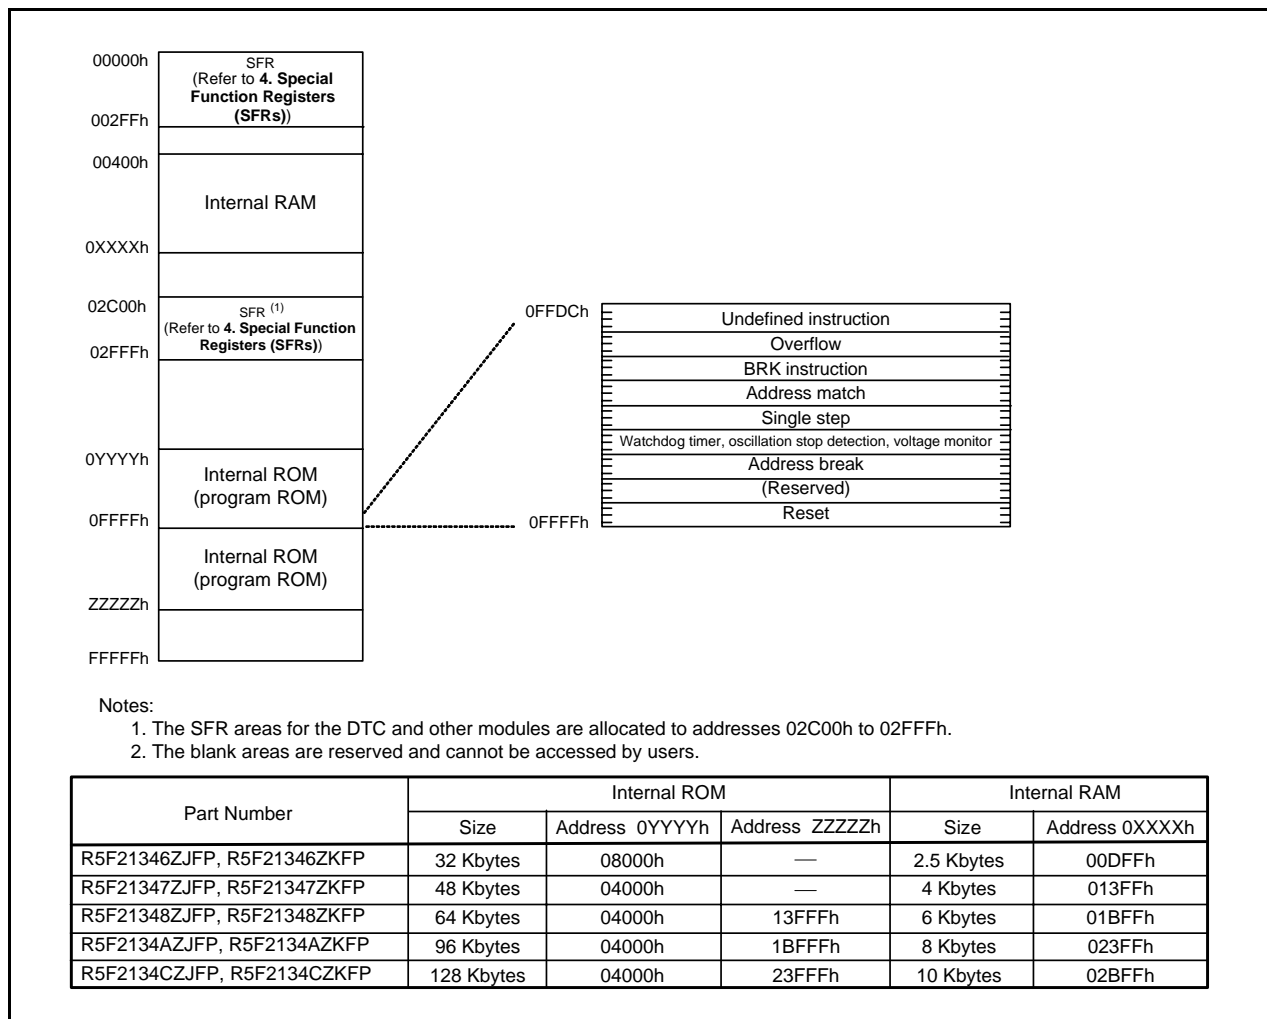 00000h
SFR
(Refer to 4. Special
Function Registers
(SFRs))
002FFh
00400h
Internal RAM
0XXXXh
02C00h
SFR (1)
(Refer to 4. Special Function
Registers (SFRs))
02FFFh
0YYYYh
Internal ROM
(program ROM)
0FFFFh
Internal ROM
(program ROM)
ZZZZZh
FFFFFh
0FFDCh
Undefined instruction
Overflow
BRK instruction
Address match
Single step
Watchdog timer, oscillation stop detection, voltage monitor
Address break
(Reserved)
Reset
0FFFFh
Notes:
1. The SFR areas for the DTC and other modules are allocated to addresses 02C00h to 02FFFh.
2. The blank areas are reserved and cannot be accessed by users.
Part Number Internal ROM Internal RAM
Size Address 0YYYYh Address ZZZZZh Size Address 0XXXXh
R5F21346ZJFP, R5F21346ZKFP 32 Kbytes 08000h — 2.5 Kbytes 00DFFh
R5F21347ZJFP, R5F21347ZKFP 48 Kbytes 04000h — 4 Kbytes 013FFh
R5F21348ZJFP, R5F21348ZKFP 64 Kbytes 04000h 13FFFh 6 Kbytes 01BFFh
R5F2134AZJFP, R5F2134AZKFP 96 Kbytes 04000h 1BFFFh 8 Kbytes 023FFh
R5F2134CZJFP, R5F2134CZKFP 128 Kbytes 04000h 23FFFh 10 Kbytes 02BFFh